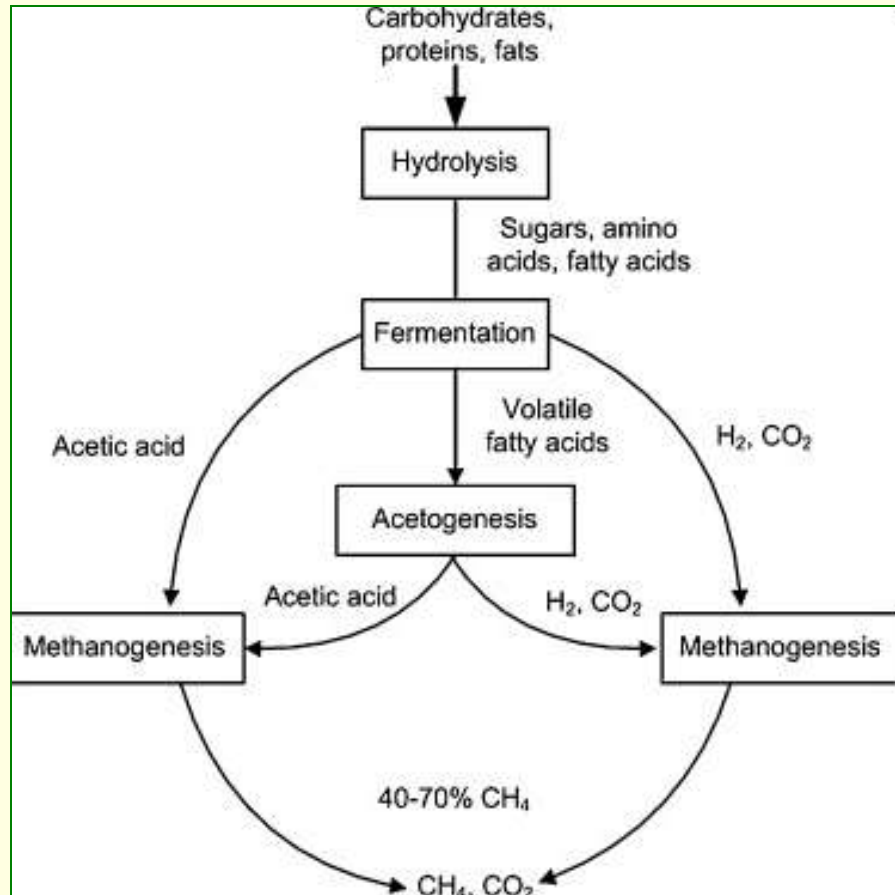 Carbohydrates,
proteins, fats
Hydrolysis
Sugars, amino
acids, fatty acids
Fermentation
Volatile
fatty acids
Acetic acid
H₂, CO₂
Acetogenesis
Acetic acid
H₂, CO₂
Methanogenesis
Methanogenesis
40-70% CH₄
CH₄, CO₂